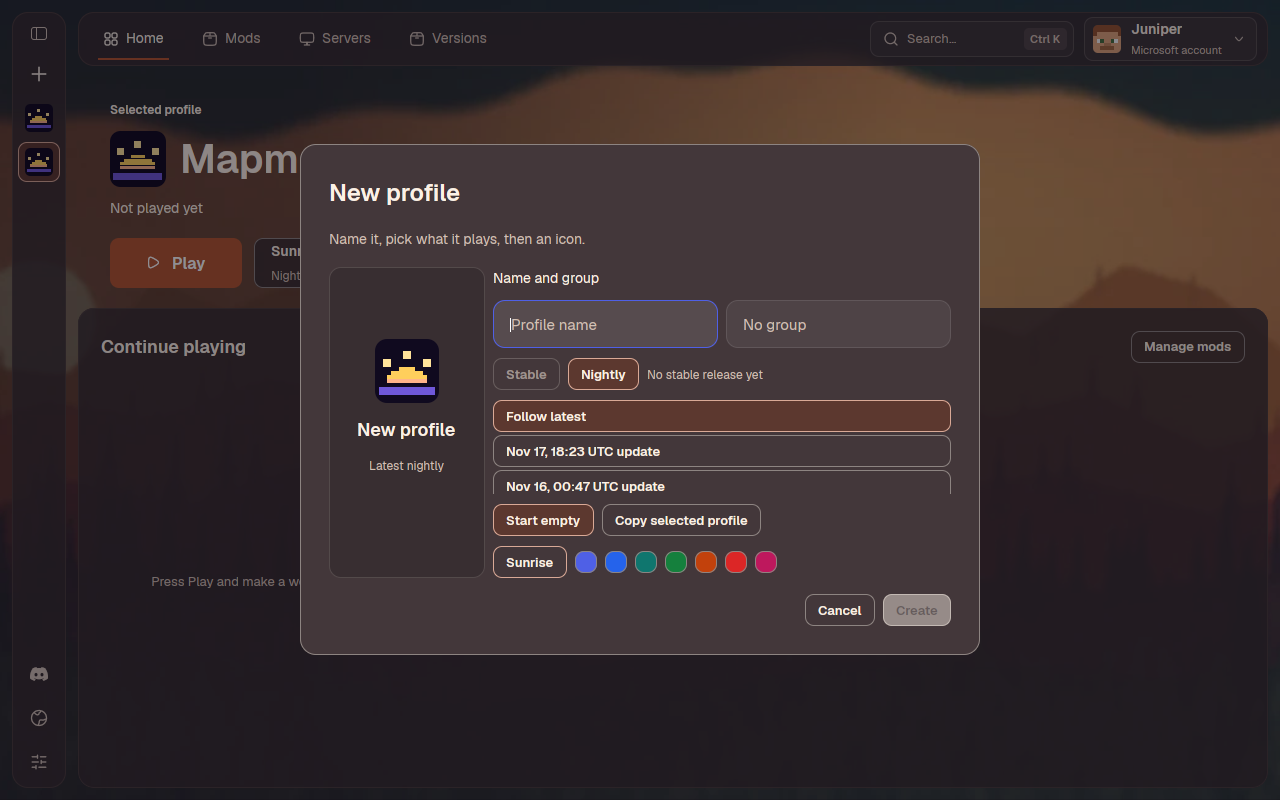 Home
Mods
Servers
Versions
Search...
Ctrl K
Juniper
Microsoft account
Selected profile
Mapm
Not played yet
Play
Sunr
Night
Continue playing
Manage mods
Press Play and make a wo
New profile
Name it, pick what it plays, then an icon.
New profile
Latest nightly
Name and group
Profile name
No group
Stable
Nightly
No stable release yet
Follow latest
Nov 17, 18:23 UTC update
Nov 16, 00:47 UTC update
Start empty
Copy selected profile
Sunrise
Cancel
Create